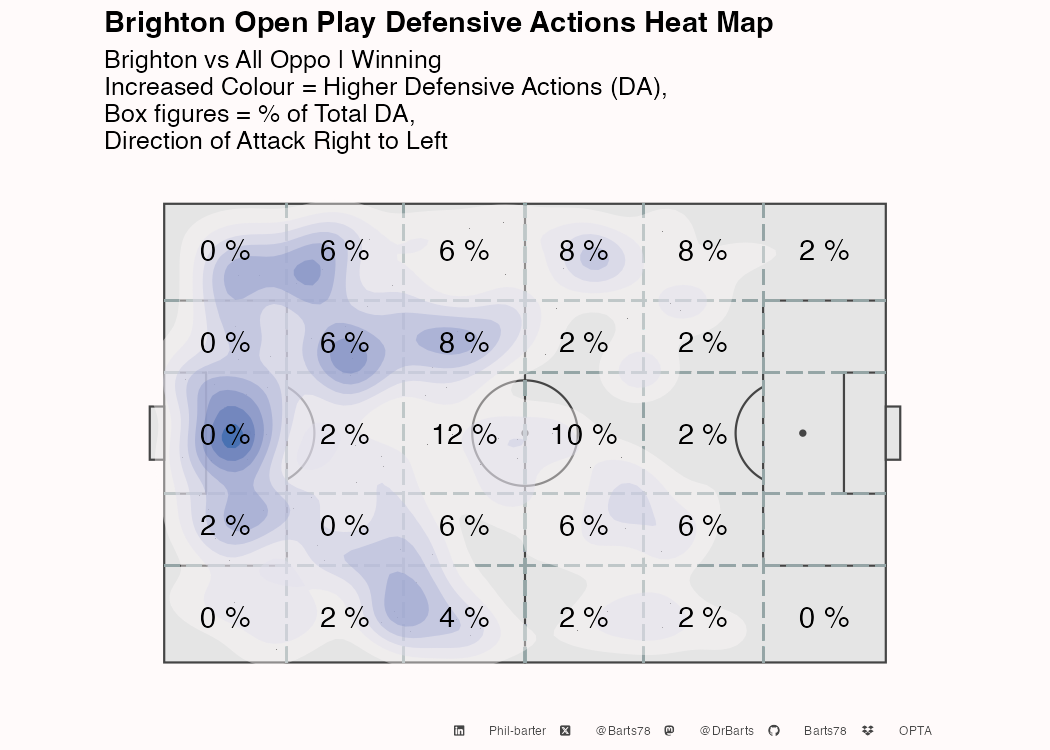 Brighton Open Play Defensive Actions Heat Map
Brighton vs All Oppo | Winning
Increased Colour = Higher Defensive Actions (DA),
Box figures = % of Total DA,
Direction of Attack Right to Left
0 % 6 % 6 % 8 % 8 % 2 %
0 % 6 % 8 % 2 % 2 %
0 % 2 % 12 % 10 % 2 %
2 % 0 % 6 % 6 % 6 %
0 % 2 % 4 % 2 % 2 % 0 %
Phil-barter @Barts78 @DrBarts Barts78 OPTA